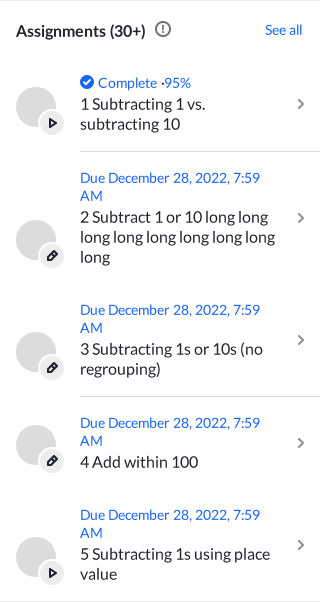 Assignments (30+)
See all
Complete ·95%
1 Subtracting 1 vs.
subtracting 10
Due December 28, 2022, 7:59
AM
2 Subtract 1 or 10 long long
long long long long long long
long
Due December 28, 2022, 7:59
AM
3 Subtracting 1s or 10s (no
regrouping)
Due December 28, 2022, 7:59
AM
4 Add within 100
Due December 28, 2022, 7:59
AM
5 Subtracting 1s using place
value